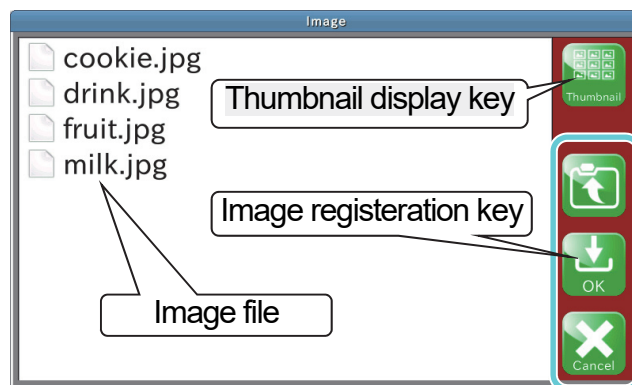 Image
cookie.jpg
drink.jpg
fruit.jpg
milk.jpg
Thumbnail display key
Thumbnail
Image registeration key
OK
Image file
Cancel